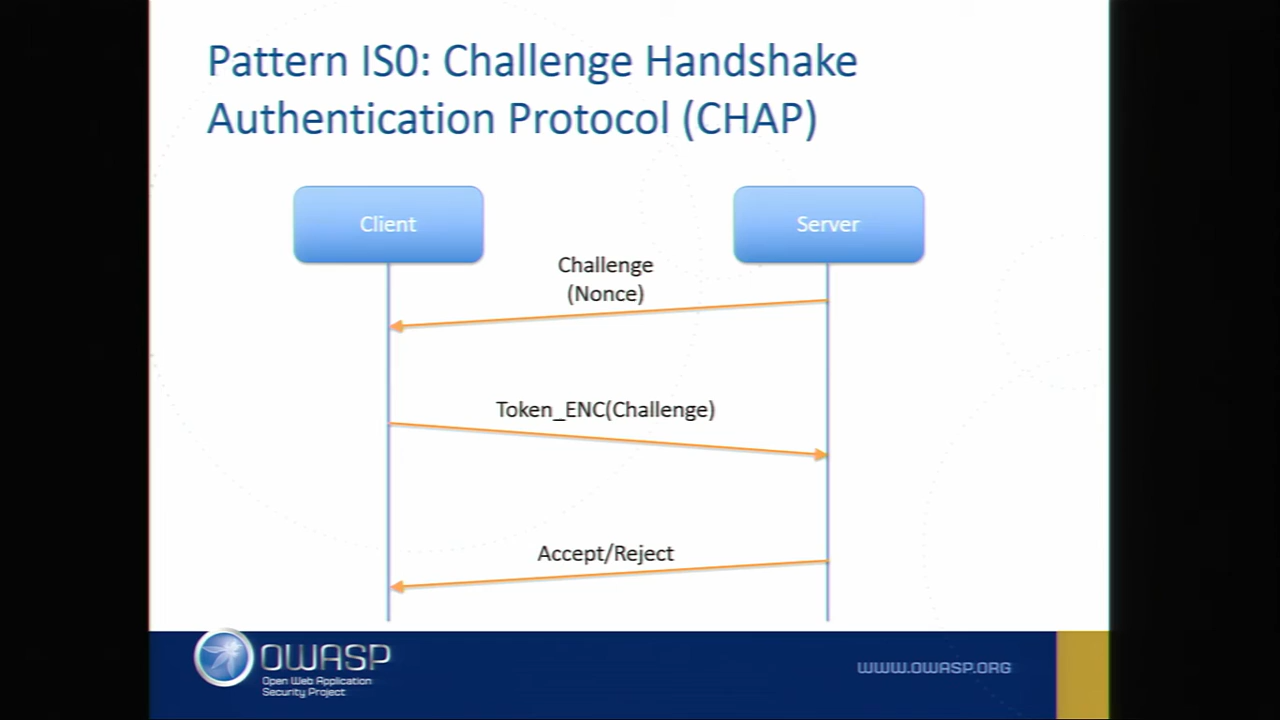 Pattern IS0: Challenge Handshake
Authentication Protocol (CHAP)
Client
Server
Challenge
(Nonce)
Token_ENC(Challenge)
Accept/Reject
OWASP
Open Web Application
Security Project
WWW.OWASP.ORG